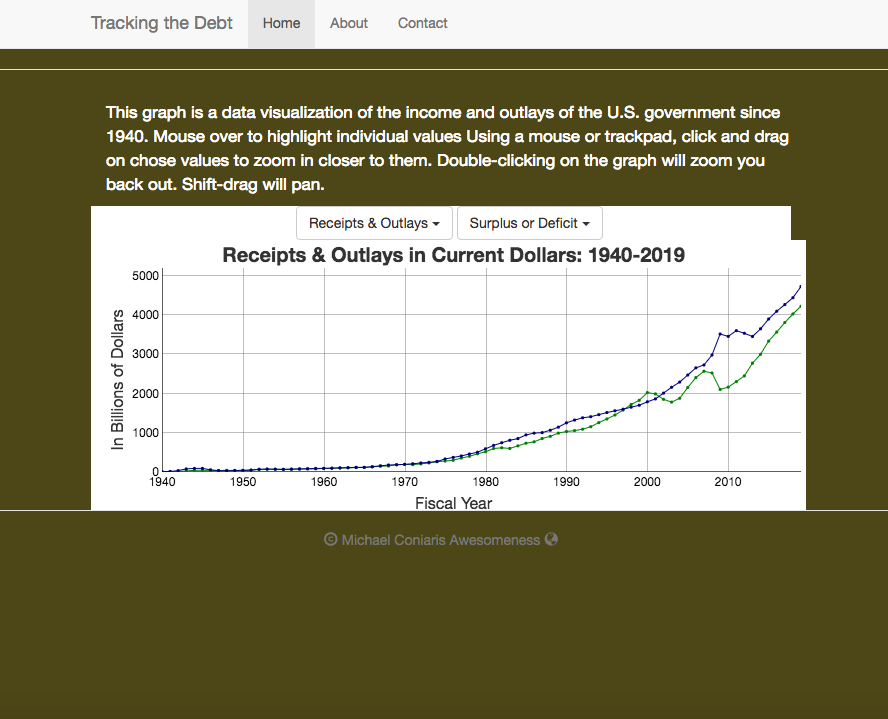 Tracking the Debt Home About Contact
This graph is a data visualization of the income and outlays of the U.S. government since
1940. Mouse over to highlight individual values Using a mouse or trackpad, click and drag
on chose values to zoom in closer to them. Double-clicking on the graph will zoom you
back out. Shift-drag will pan.
Receipts & Outlays Surplus or Deficit
Receipts & Outlays in Current Dollars: 1940-2019
In Billions of Dollars
5000
4000
3000
2000
1000
0
1940 1950 1960 1970 1980 1990 2000 2010
Fiscal Year
© Michael Coniaris Awesomeness